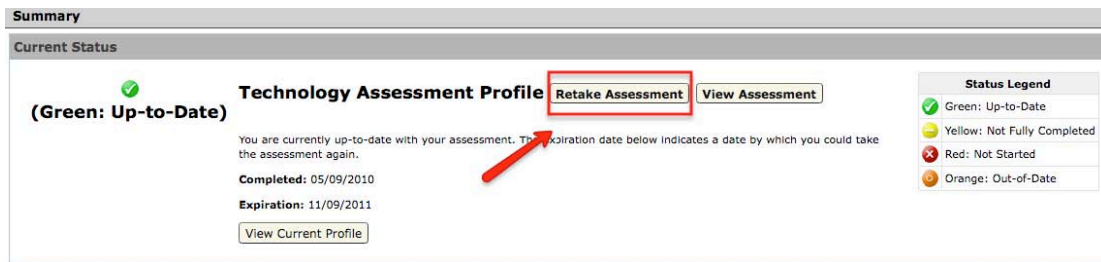 Summary
Current Status
(Green: Up-to-Date)
Technology Assessment Profile Retake Assessment View Assessment
You are currently up-to-date with your assessment. The expiration date below indicates a date by which you could take
the assessment again.
Completed: 05/09/2010
Expiration: 11/09/2011
View Current Profile
Status Legend
Green: Up-to-Date
Yellow: Not Fully Completed
Red: Not Started
Orange: Out-of-Date